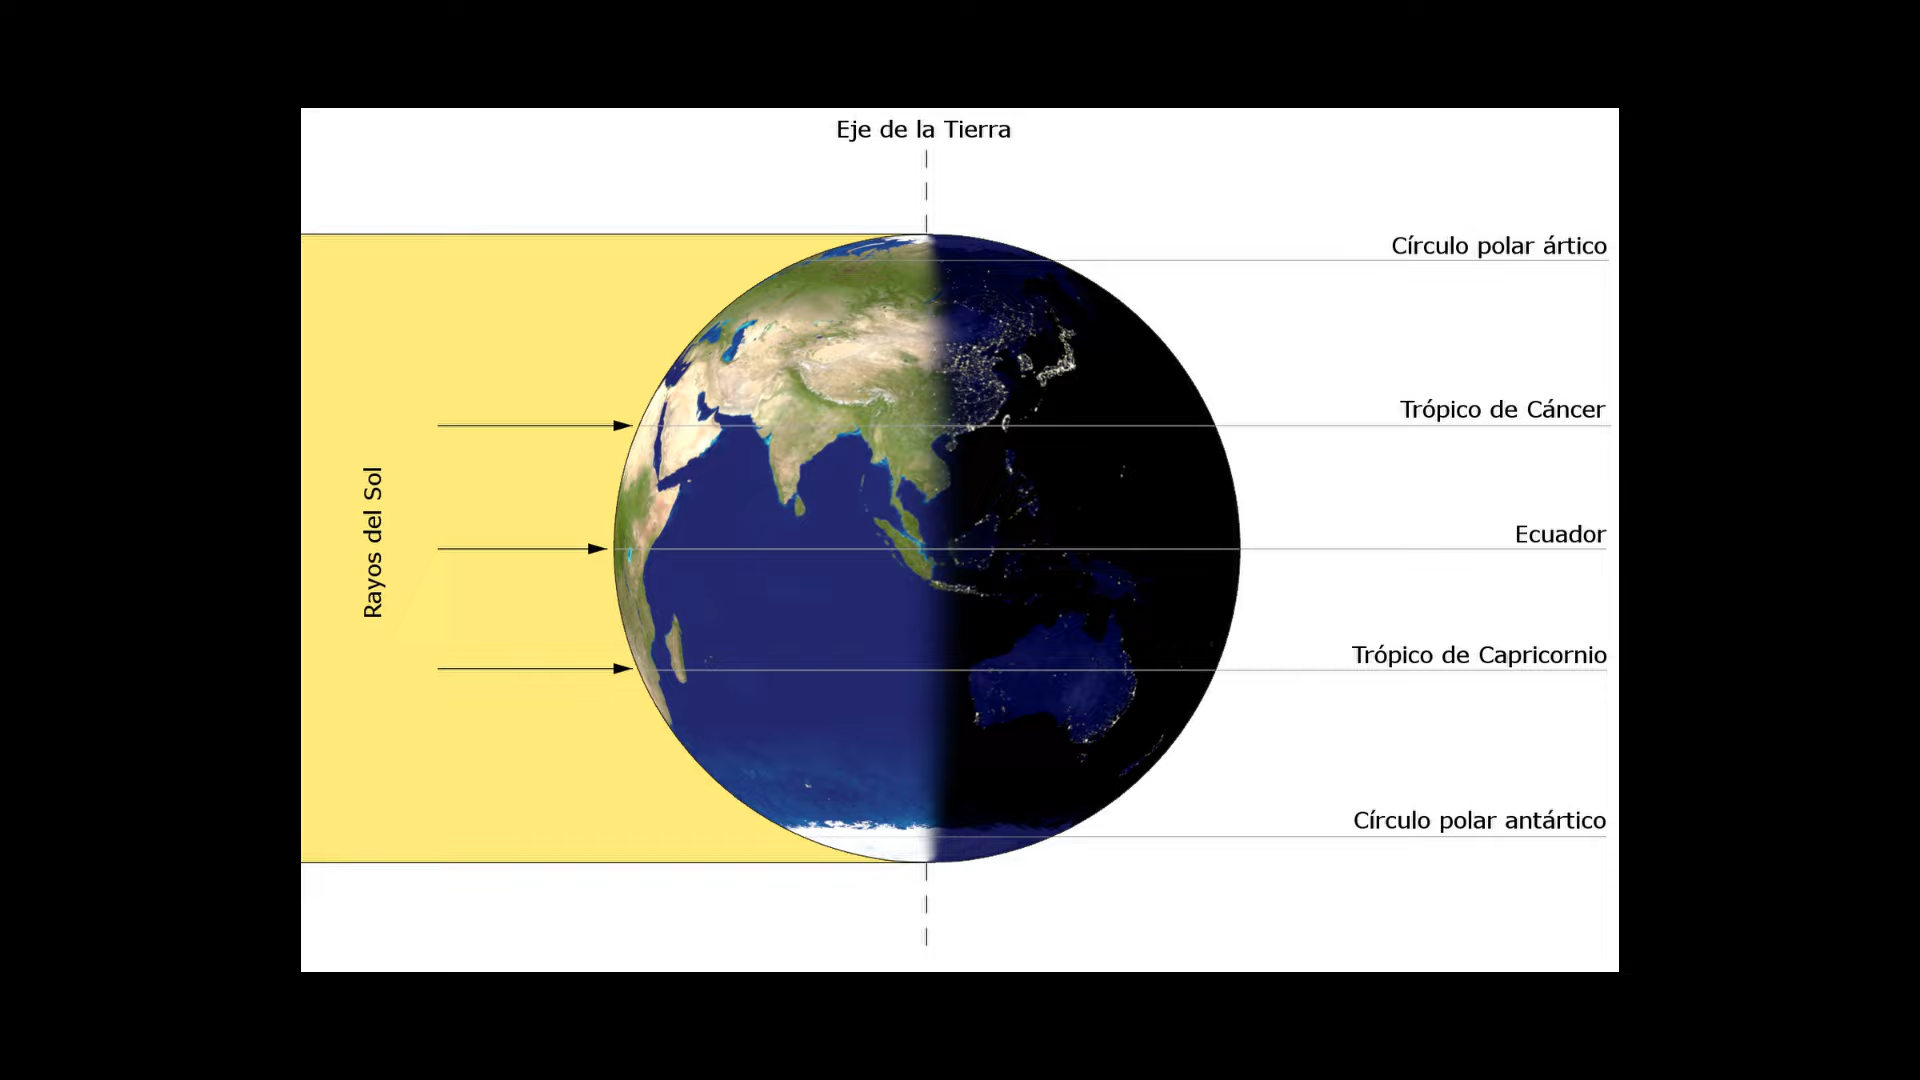 Eje de la Tierra
Círculo polar ártico
Trópico de Cáncer
Rayos del Sol
Ecuador
Trópico de Capricornio
Círculo polar antártico